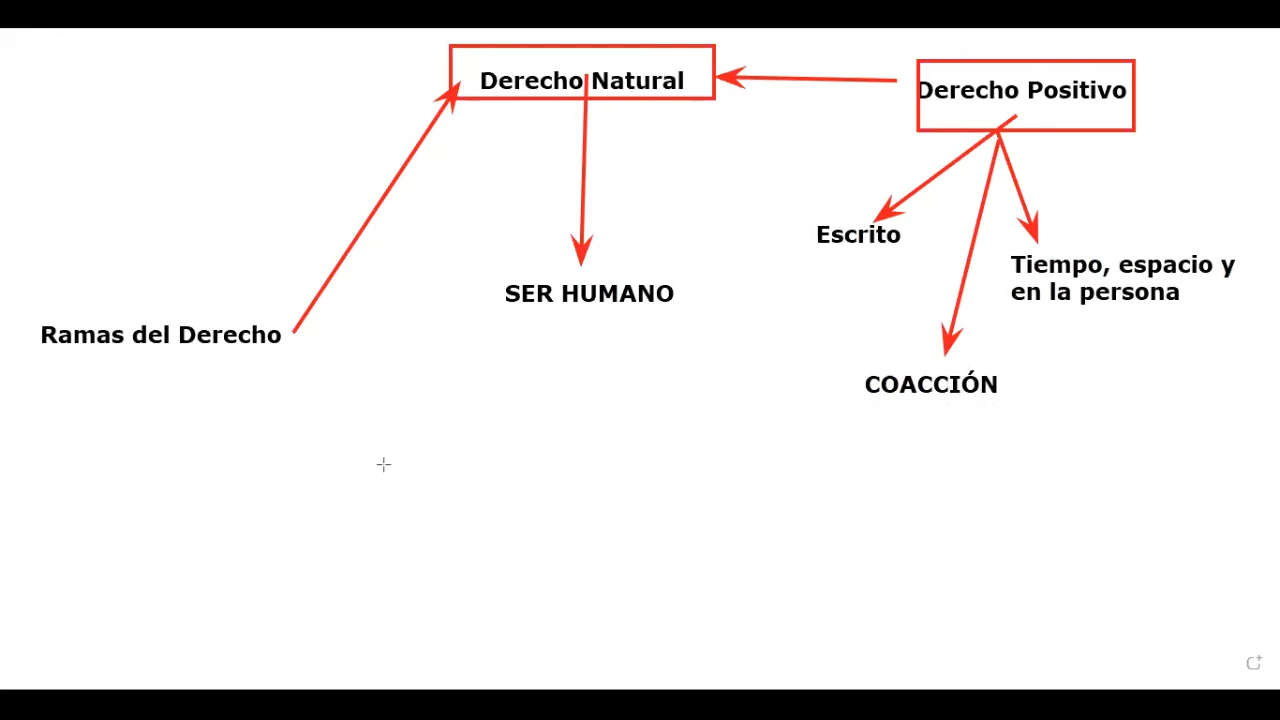 Derecho Natural
Derecho Positivo
Escrito
Tiempo, espacio y
en la persona
SER HUMANO
Ramas del Derecho
COACCIÓN